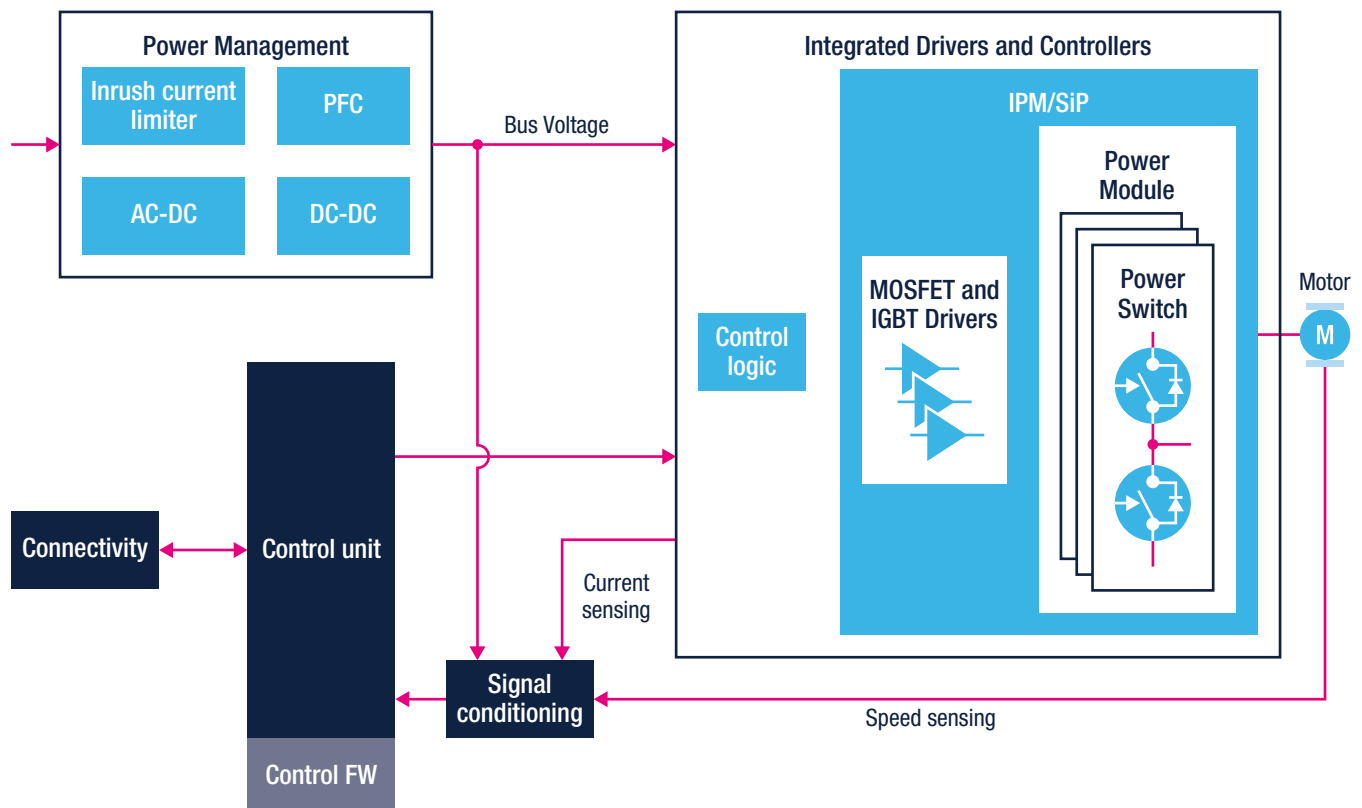 Power Management
Inrush current
limiter
PFC
AC-DC
DC-DC
Bus Voltage
Integrated Drivers and Controllers
IPM/SiP
Power
Module
Power
Switch
MOSFET and
IGBT Drivers
Control
logic
Motor
M
Connectivity
Control unit
Control FW
Current
sensing
Signal
conditioning
Speed sensing